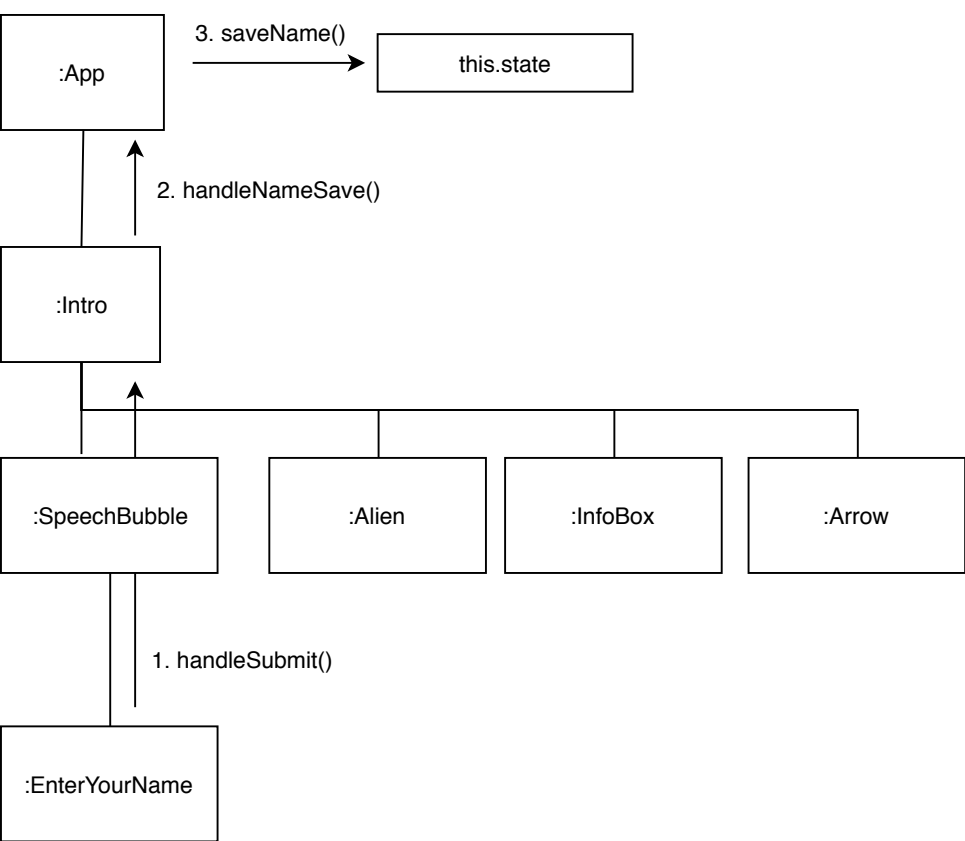 3. saveName()
:App
this.state
2. handleNameSave()
:Intro
:SpeechBubble
:Alien
:InfoBox
:Arrow
1. handleSubmit()
:EnterYourName